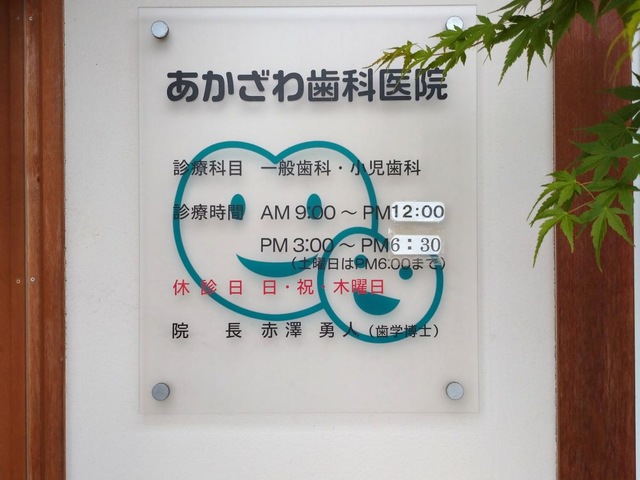 あかざわ歯科医院
診療科目 一般歯科・小児歯科
診療時間 AM 9:00 〜 PM12:00
PM 3:00 〜 PM6:30
(土曜日はPM6:00まで)
休診日 日・祝・木曜日
院長 赤澤 勇人 (歯学博士)